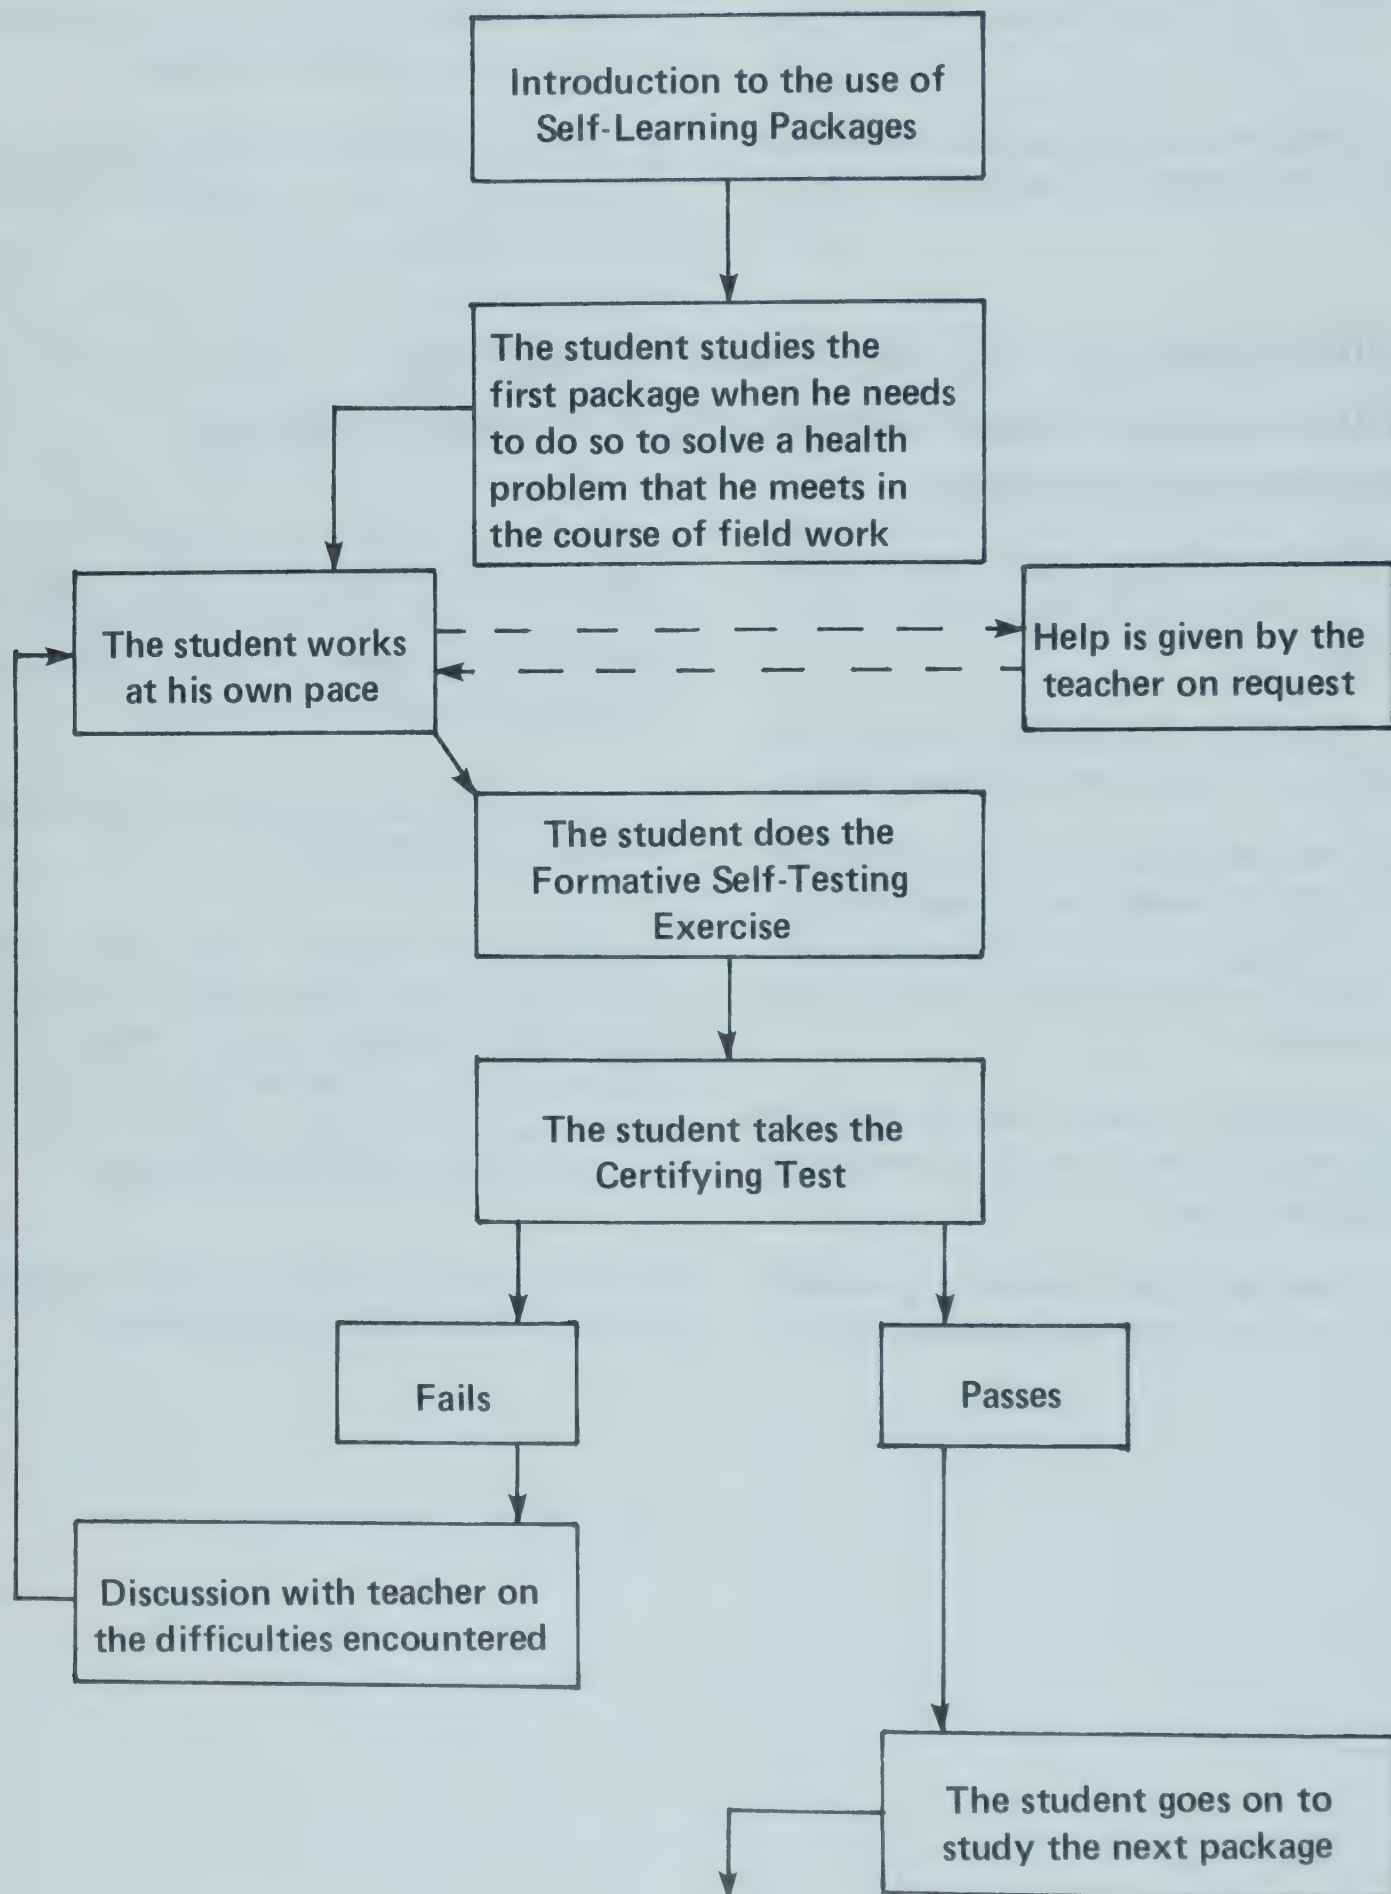 Introduction to the use of
Self-Learning Packages
The student studies the
first package when he needs
to do so to solve a health
problem that he meets in
the course of field work
The student works
at his own pace
Help is given by the
teacher on request
The student does the
Formative Self-Testing
Exercise
The student takes the
Certifying Test
Fails
Passes
Discussion with teacher on
the difficulties encountered
The student goes on to
study the next package